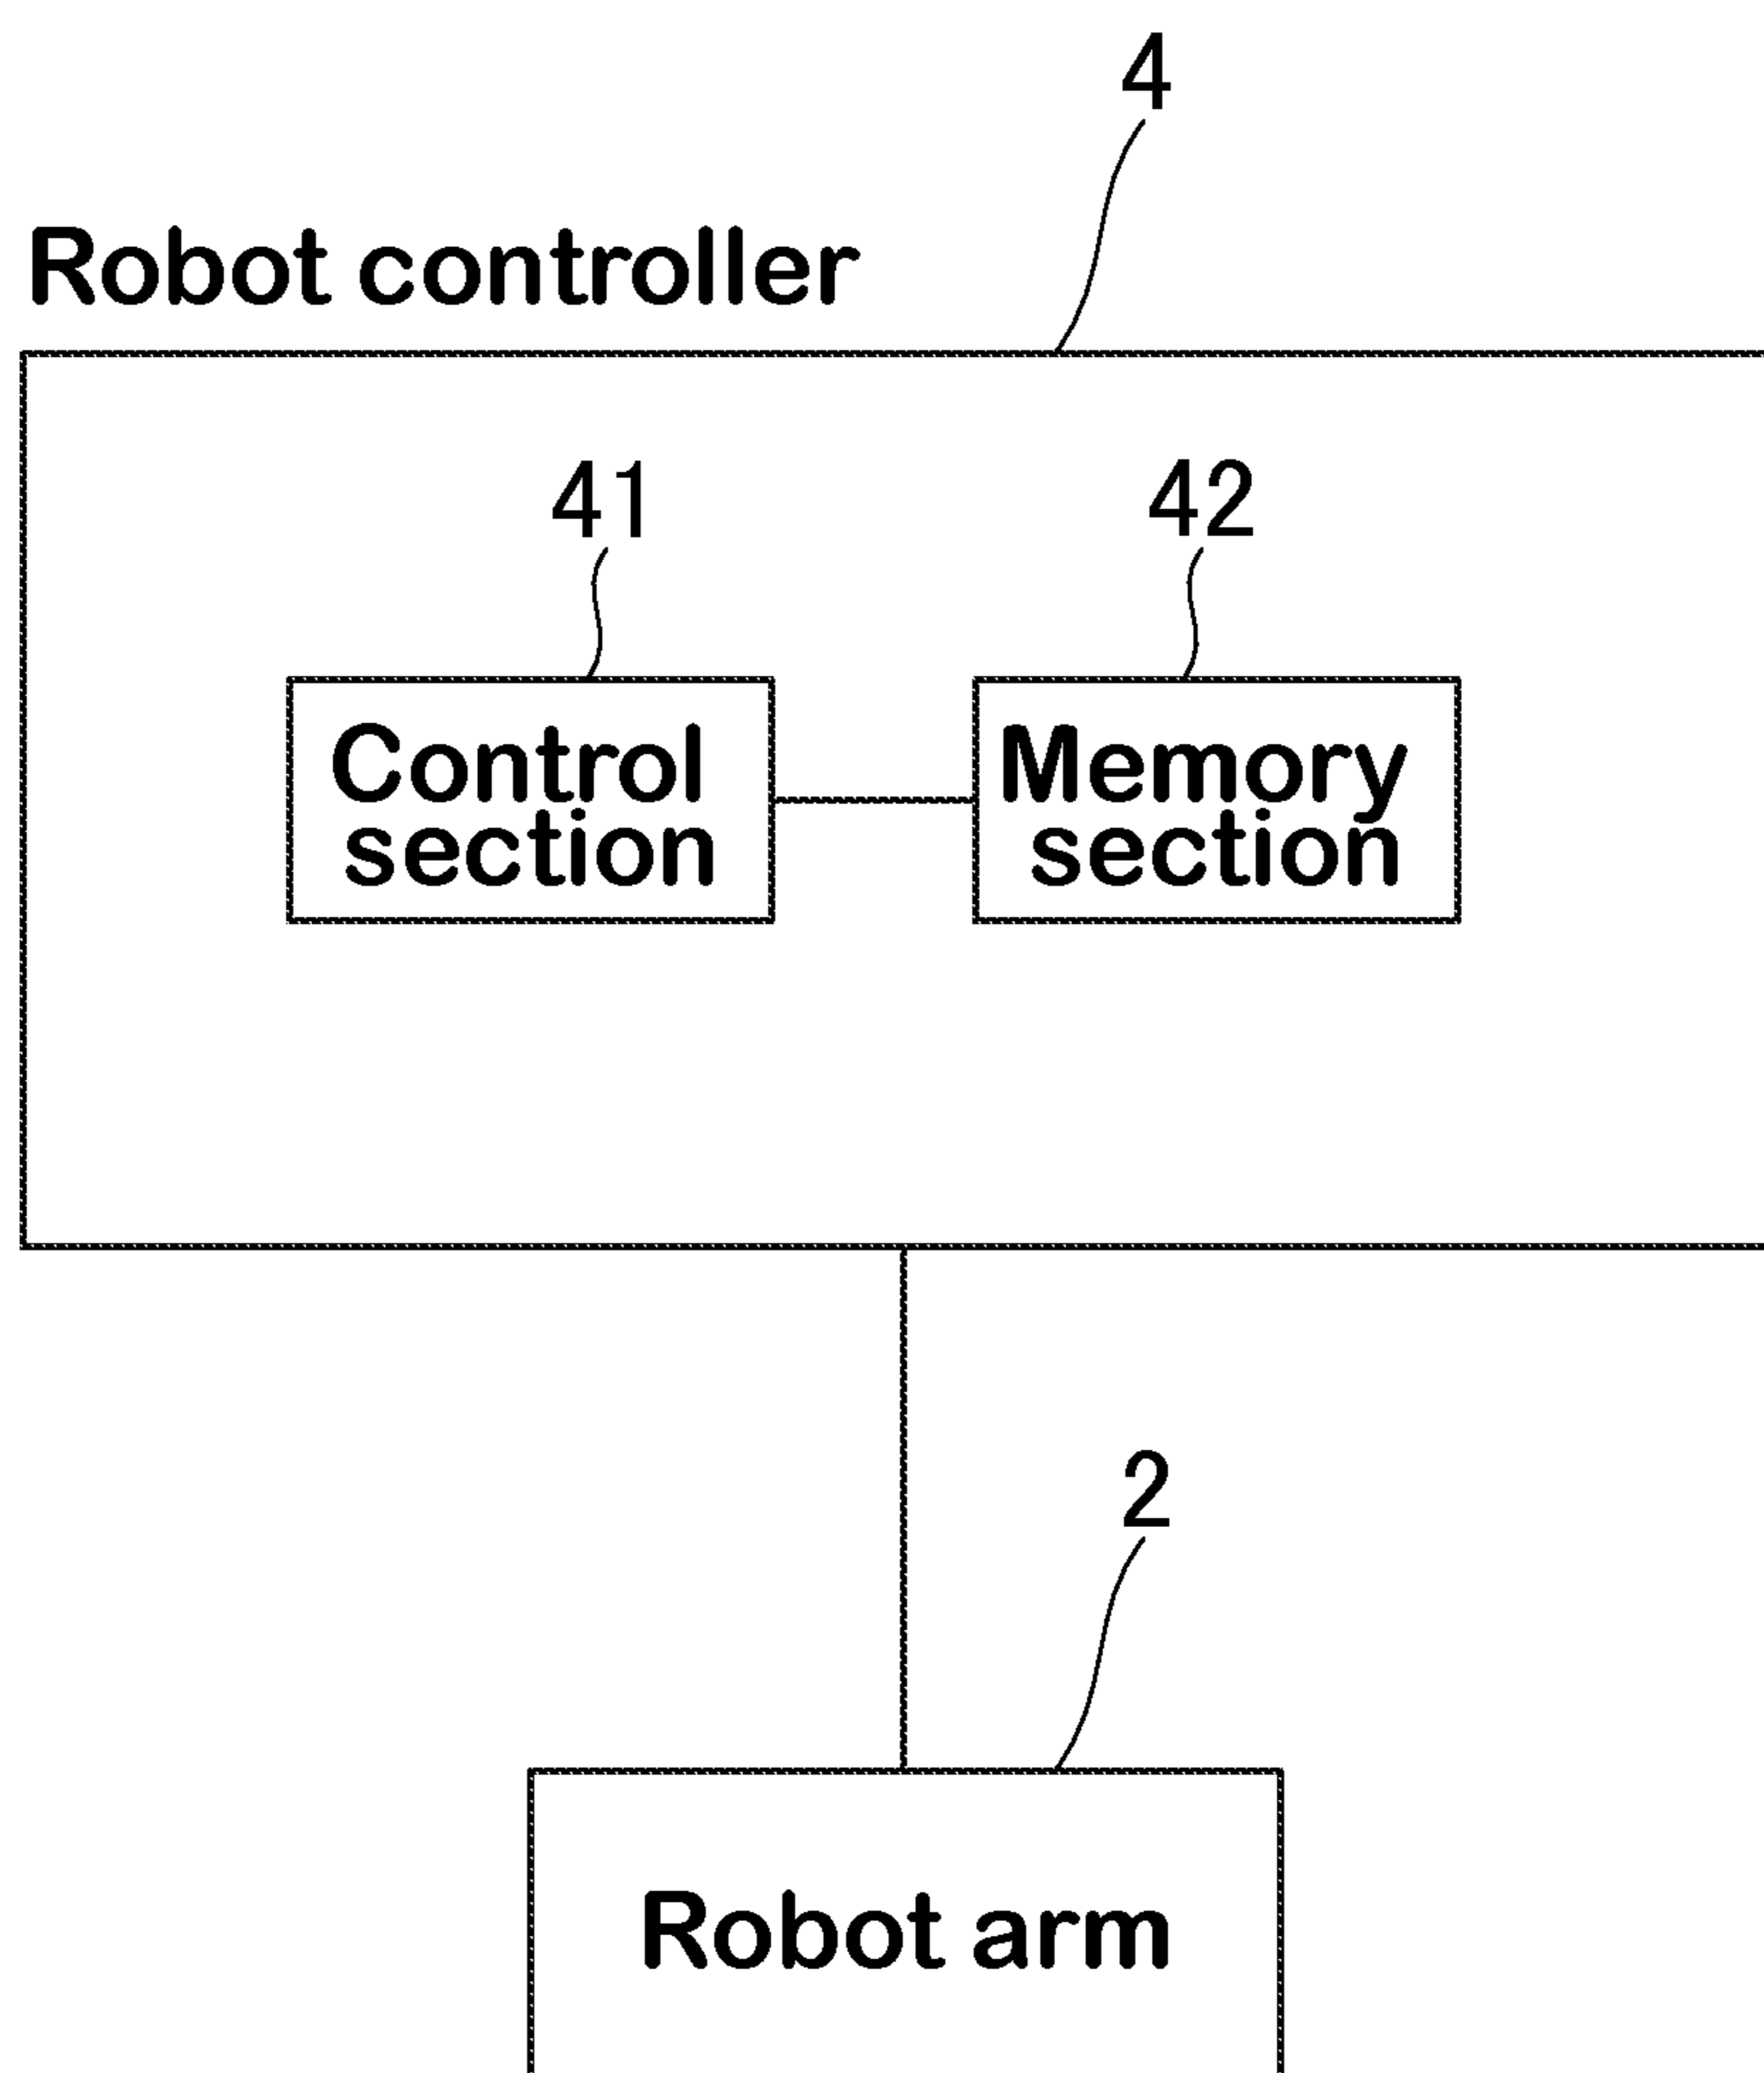 4
Robot controller
41
42
Control
section
Memory
section
2
Robot arm